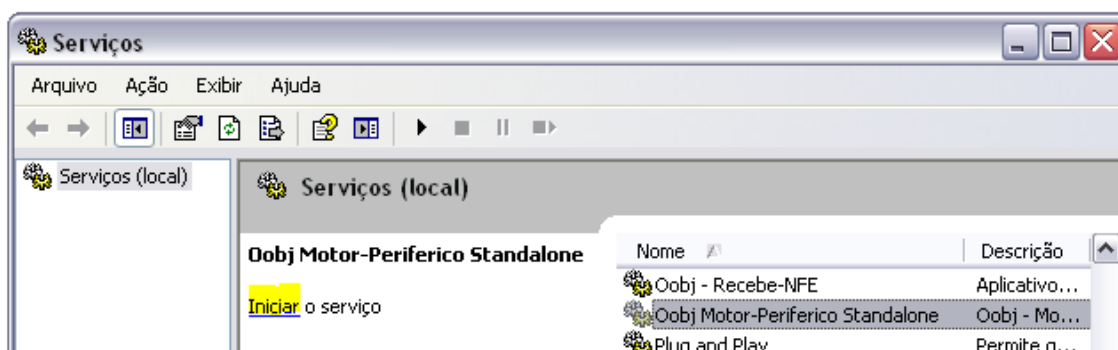 Serviços
Arquivo Ação Exibir Ajuda
Serviços (local)
Serviços (local)
Oobj Motor-Periferico Standalone
Iniciar o serviço
Nome Descrição
Oobj - Recebe-NFE Aplicativo...
Oobj Motor-Periferico Standalone Oobj - Mo...
Plug and Play Permite q...